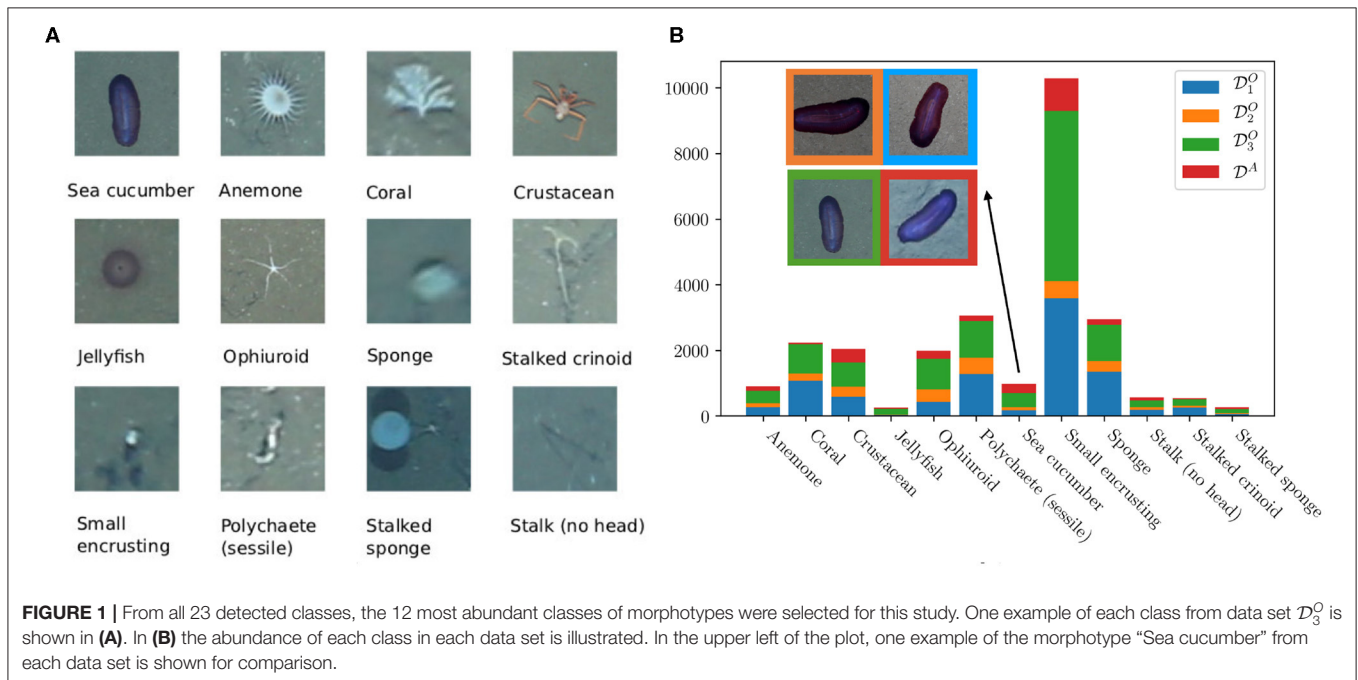 A
Sea cucumber
Anemone
Coral
Crustacean
Jellyfish
Ophiuroid
Sponge
Stalked crinoid
Small
encrusting
Polychaete
(sessile)
Stalked
sponge
Stalk (no head)
B
10000
8000
6000
4000
2000
0
𝒟₁ᴼ
𝒟₂ᴼ
𝒟₃ᴼ
𝒟ᴬ
Anemone
Coral
Crustacean
Jellyfish
Ophiuroid
Polychaete (sessile)
Sea cucumber
Small encrusting
Sponge
Stalk (no head)
Stalked crinoid
Stalked sponge
FIGURE 1 | From all 23 detected classes, the 12 most abundant classes of morphotypes were selected for this study. One example of each class from data set 𝒟₃ᴼ is
shown in (A). In (B) the abundance of each class in each data set is illustrated. In the upper left of the plot, one example of the morphotype “Sea cucumber” from
each data set is shown for comparison.